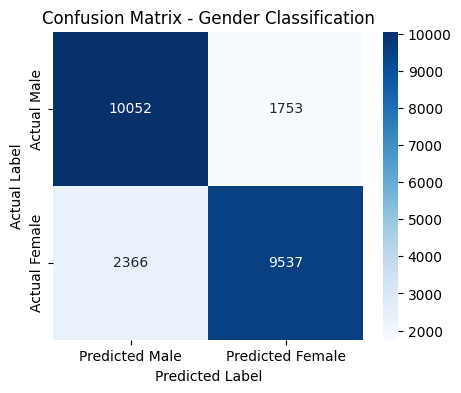 Confusion Matrix - Gender Classification
Actual Label
Actual Male
10052
1753
Actual Female
2366
9537
Predicted Male
Predicted Female
Predicted Label
10000
9000
8000
7000
6000
5000
4000
3000
2000